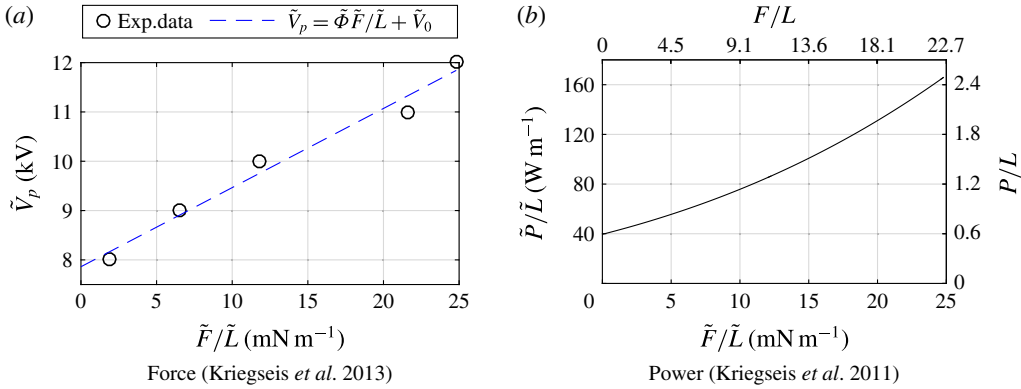 (a)
Exp.data Ṽp = Φ̃F̃/L̃ + Ṽ0
12
11
10
9
8
Ṽp (kV)
0 5 10 15 20 25
F̃/L̃ (mN m−1)
Force (Kriegseis et al. 2013)
(b)
F/L
0 4.5 9.1 13.6 18.1 22.7
160
120
80
40
P̃/L̃ (W m−1)
2.4
1.8
1.2
0.6
0
P/L
0 5 10 15 20 25
F̃/L̃ (mN m−1)
Power (Kriegseis et al. 2011)